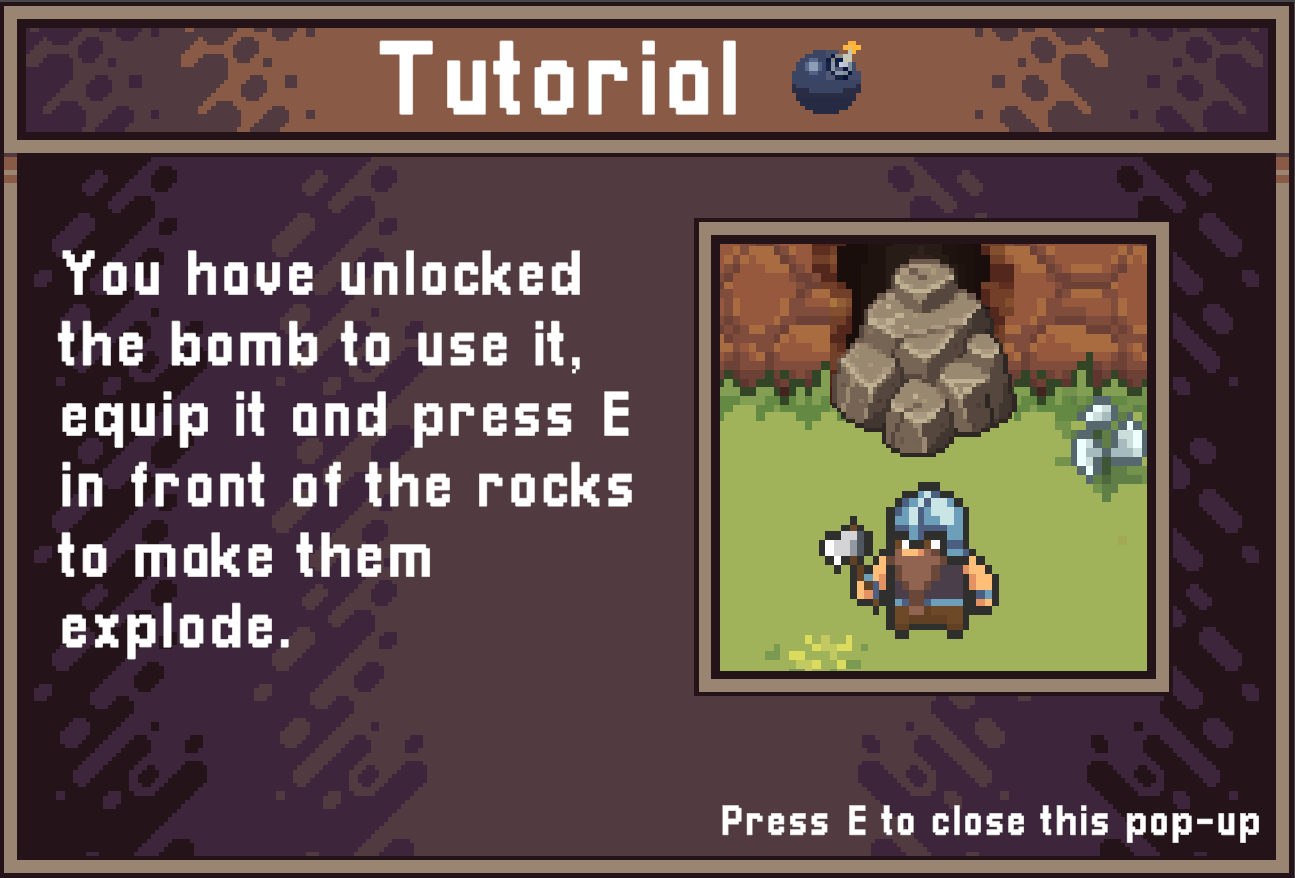 Tutorial
You have unlocked
the bomb to use it,
equip it and press E
in front of the rocks
to make them
explode.
Press E to close this pop-up